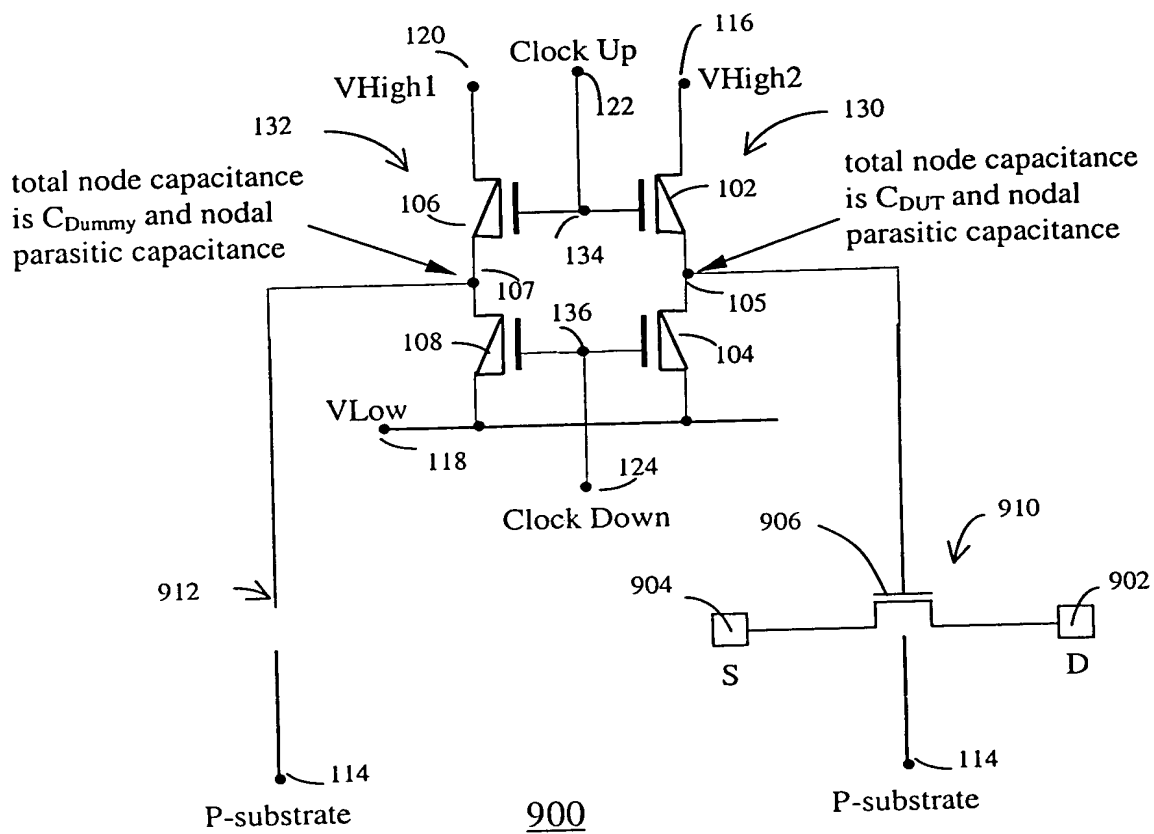 120
116
Clock Up
VHigh1
VHigh2
122
132
130
total node capacitance
is CDummy and nodal
parasitic capacitance
total node capacitance
is CDUT and nodal
parasitic capacitance
106
102
134
107
105
136
108
104
VLow
118
124
Clock Down
906
910
912
904
902
S
D
114
114
P-substrate
P-substrate
900